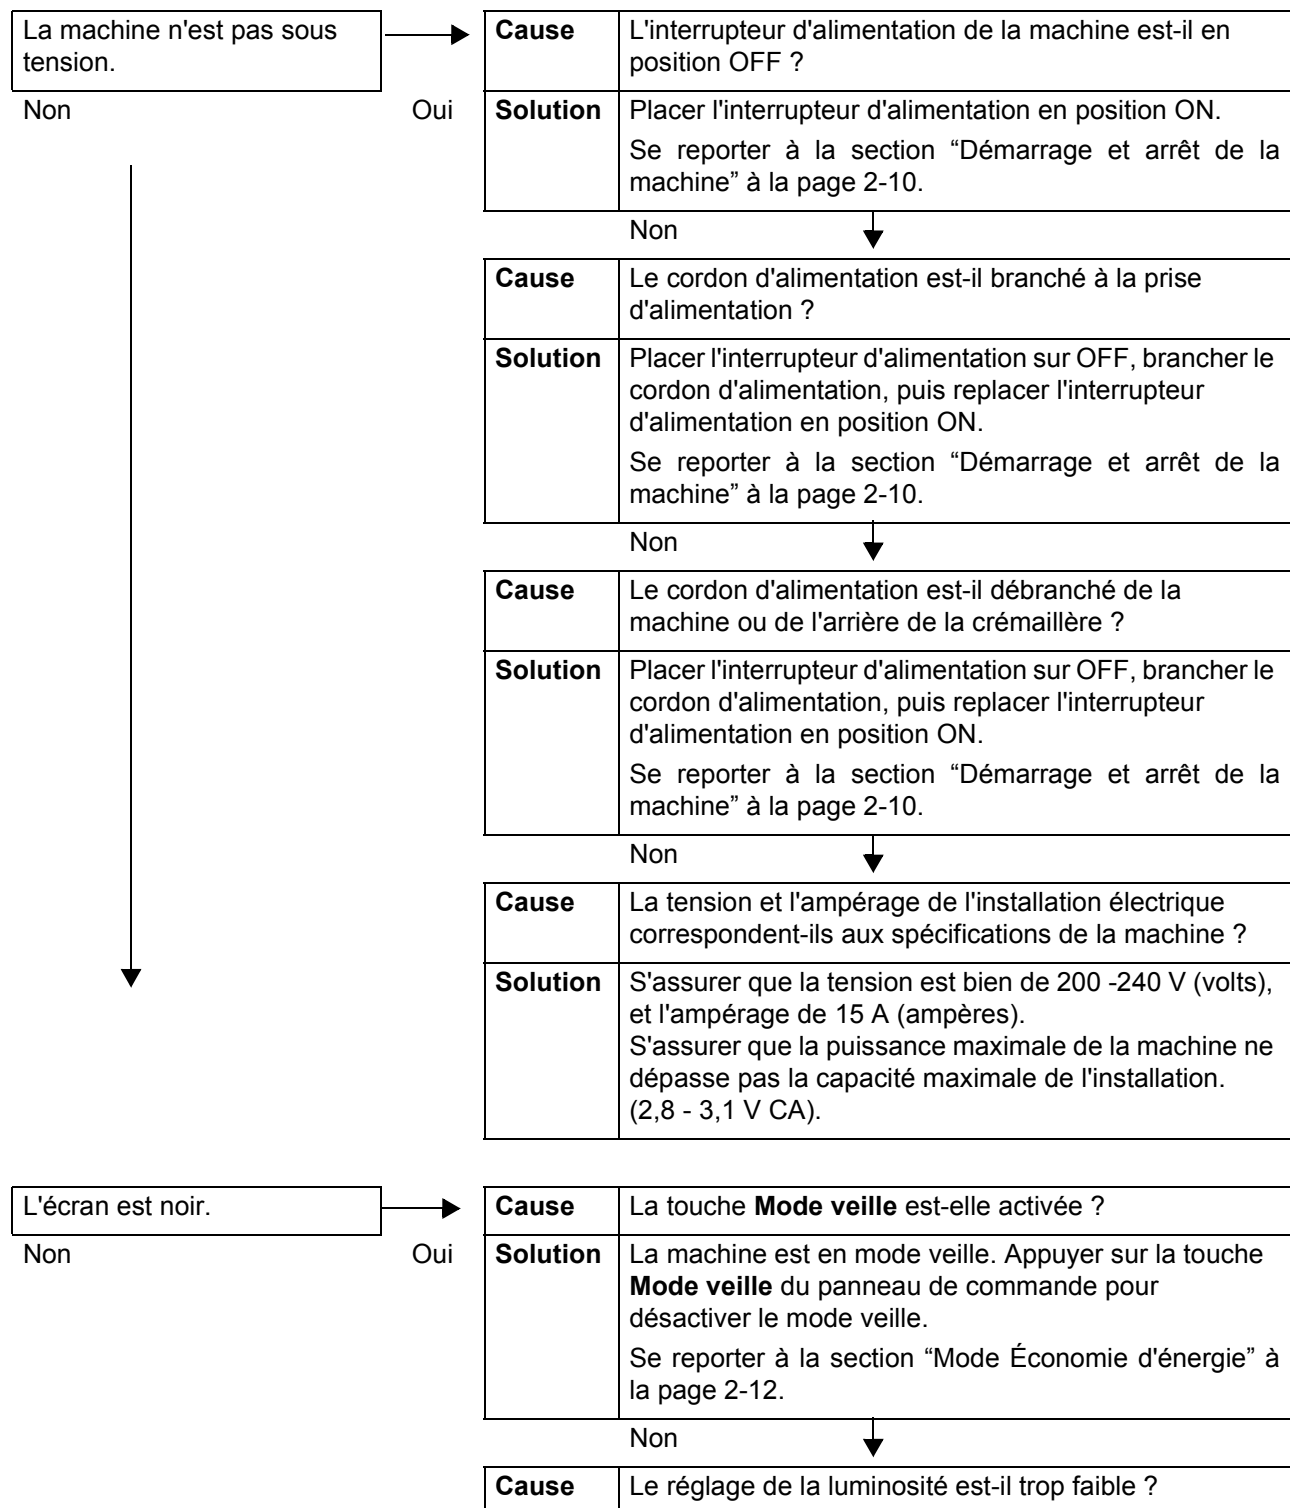 La machine n'est pas sous
tension.
Non
Oui
Cause
L'interrupteur d'alimentation de la machine est-il en
position OFF ?
Solution
Placer l'interrupteur d'alimentation en position ON.
Se reporter à la section “Démarrage et arrêt de la
machine” à la page 2-10.
Non
Cause
Le cordon d'alimentation est-il branché à la prise
d'alimentation ?
Solution
Placer l'interrupteur d'alimentation sur OFF, brancher le
cordon d'alimentation, puis replacer l'interrupteur
d'alimentation en position ON.
Se reporter à la section “Démarrage et arrêt de la
machine” à la page 2-10.
Non
Cause
Le cordon d'alimentation est-il débranché de la
machine ou de l'arrière de la crémaillère ?
Solution
Placer l'interrupteur d'alimentation sur OFF, brancher le
cordon d'alimentation, puis replacer l'interrupteur
d'alimentation en position ON.
Se reporter à la section “Démarrage et arrêt de la
machine” à la page 2-10.
Non
Cause
La tension et l'ampérage de l'installation électrique
correspondent-ils aux spécifications de la machine ?
Solution
S'assurer que la tension est bien de 200 -240 V (volts),
et l'ampérage de 15 A (ampères).
S'assurer que la puissance maximale de la machine ne
dépasse pas la capacité maximale de l'installation.
(2,8 - 3,1 V CA).
L'écran est noir.
Non
Oui
Cause
La touche Mode veille est-elle activée ?
Solution
La machine est en mode veille. Appuyer sur la touche
Mode veille du panneau de commande pour
désactiver le mode veille.
Se reporter à la section “Mode Économie d'énergie” à
la page 2-12.
Non
Cause
Le réglage de la luminosité est-il trop faible ?